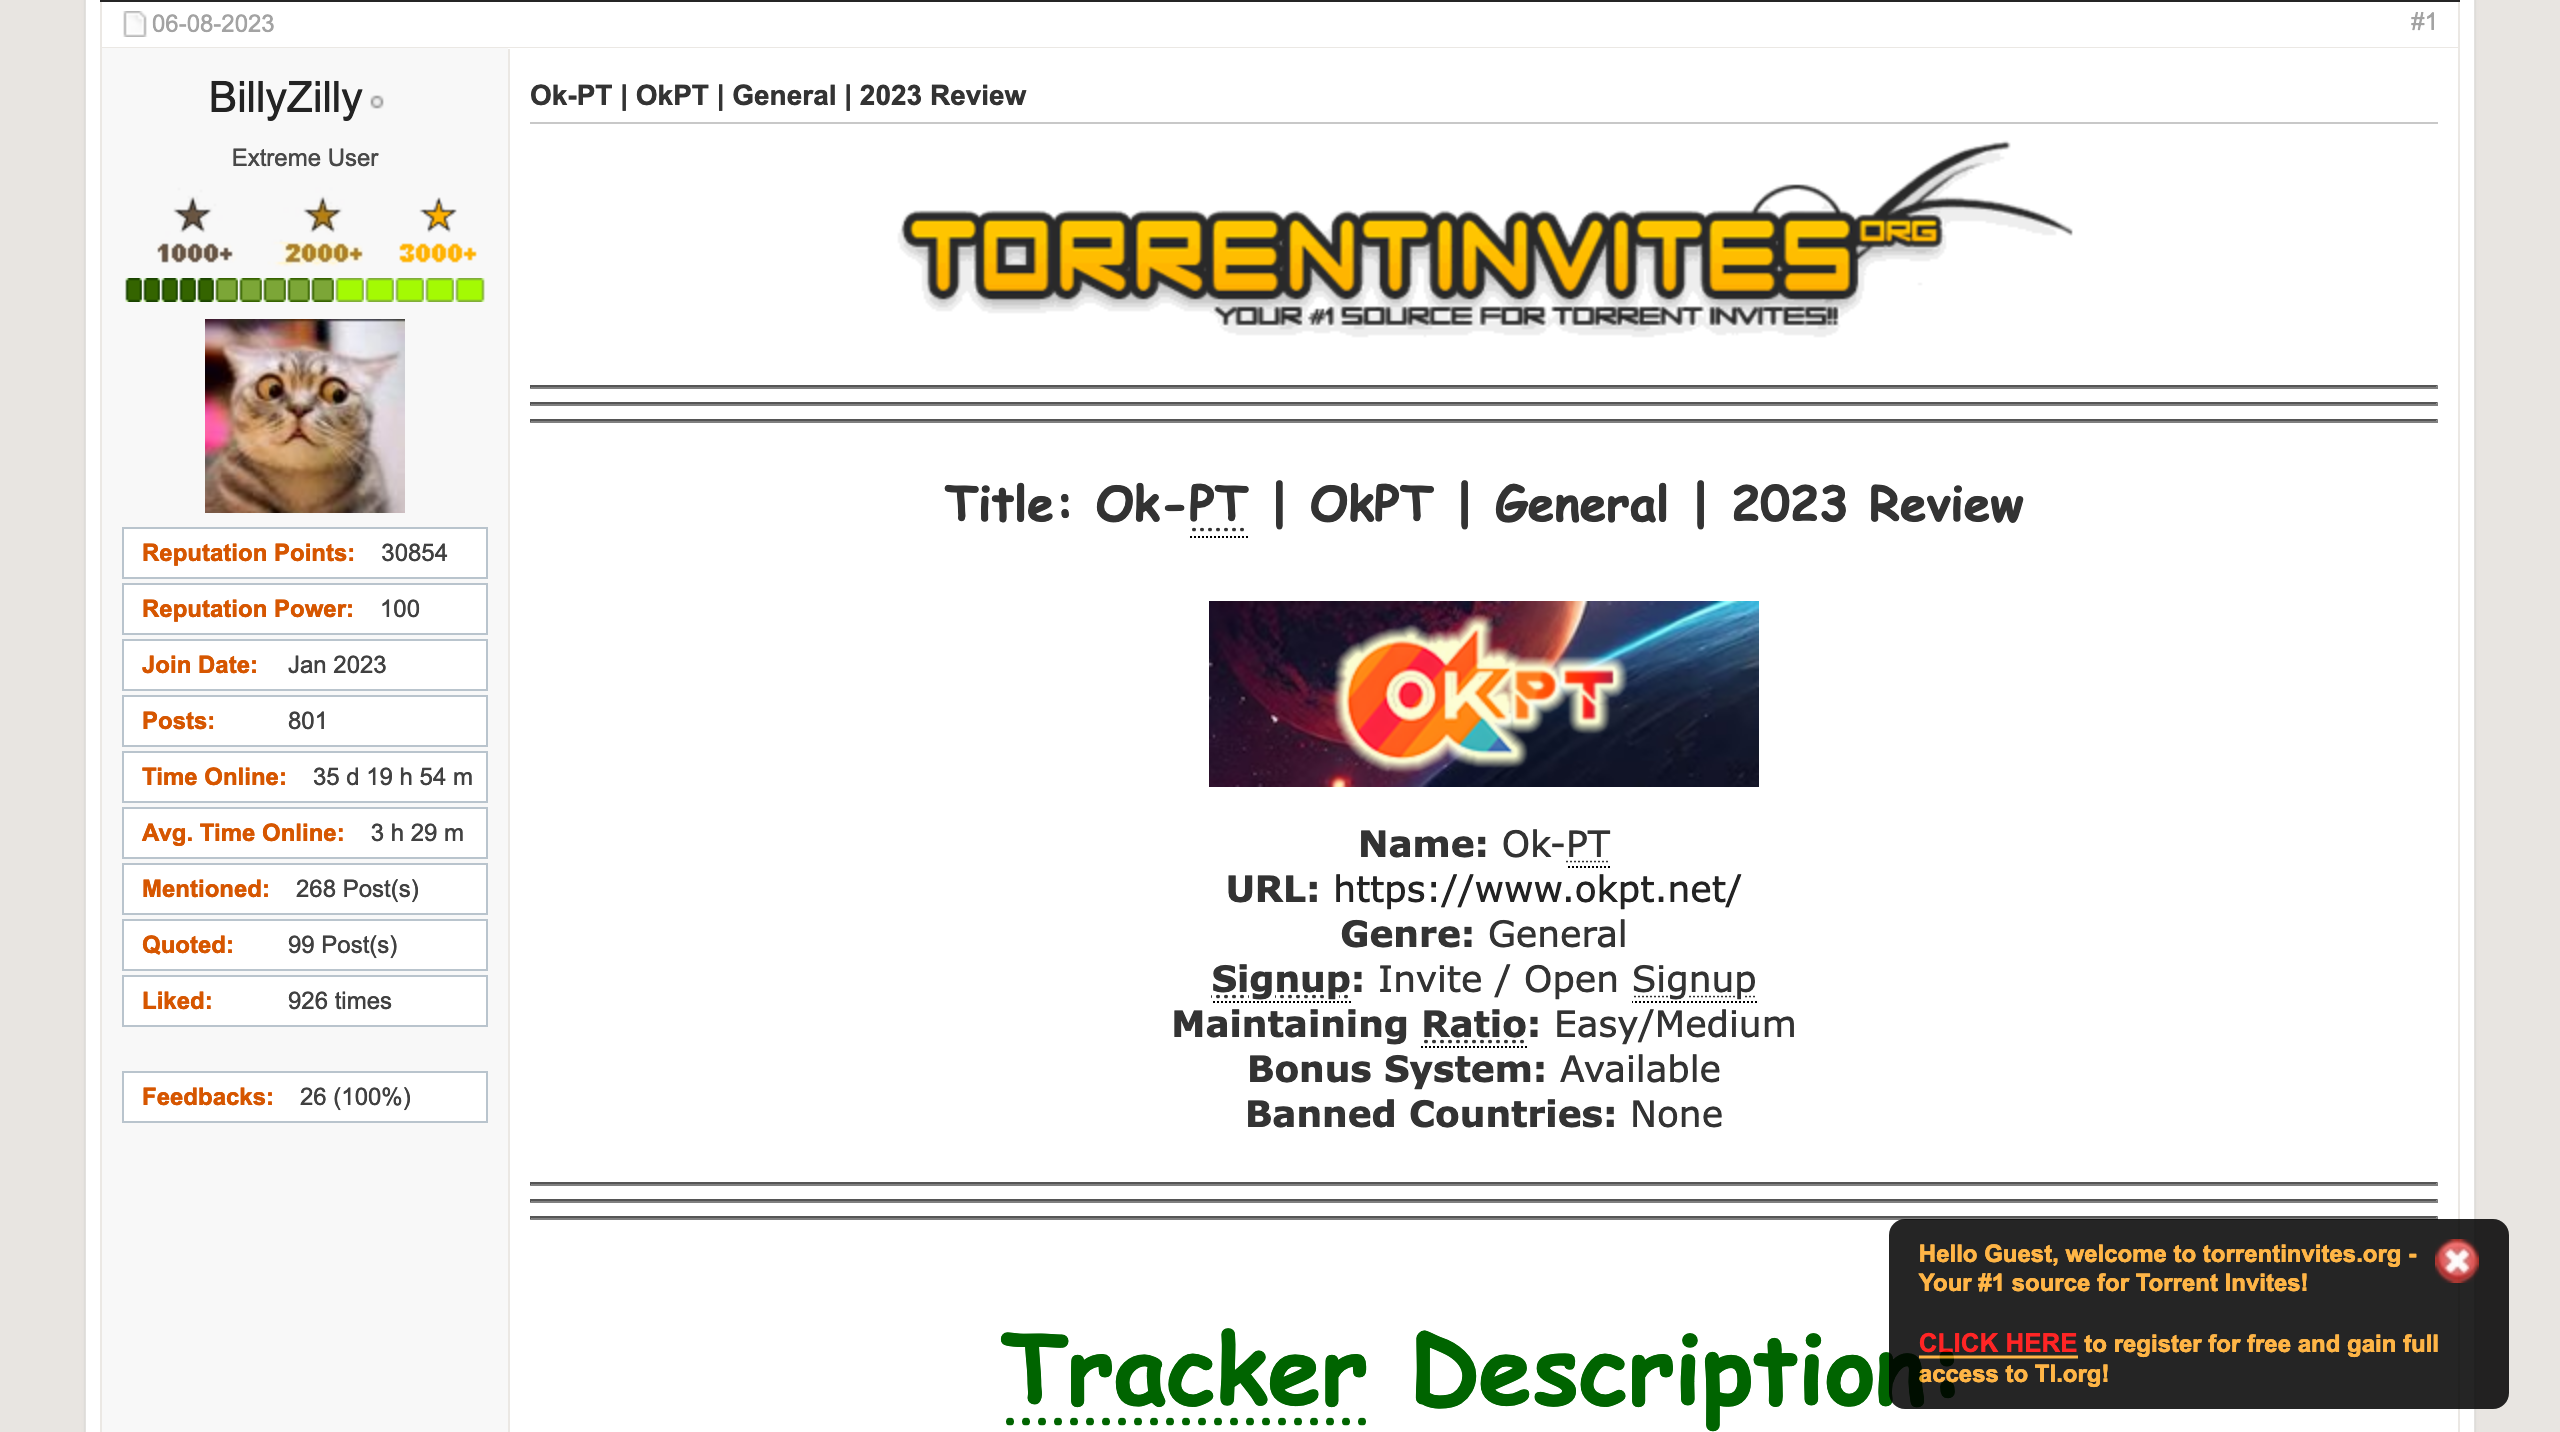 06-08-2023
#1
BillyZilly
Extreme User
1000+ 2000+ 3000+
Reputation Points: 30854
Reputation Power: 100
Join Date: Jan 2023
Posts: 801
Time Online: 35 d 19 h 54 m
Avg. Time Online: 3 h 29 m
Mentioned: 268 Post(s)
Quoted: 99 Post(s)
Liked: 926 times
Feedbacks: 26 (100%)
Ok-PT | OkPT | General | 2023 Review
TORRENTINVITES ORG
YOUR #1 SOURCE FOR TORRENT INVITES!!
Title: Ok-PT | OkPT | General | 2023 Review
OKPT
Name: Ok-PT
URL: https://www.okpt.net/
Genre: General
Signup: Invite / Open Signup
Maintaining Ratio: Easy/Medium
Bonus System: Available
Banned Countries: None
Tracker Description:
Hello Guest, welcome to torrentinvites.org -
Your #1 source for Torrent Invites!
CLICK HERE to register for free and gain full
access to TI.org!